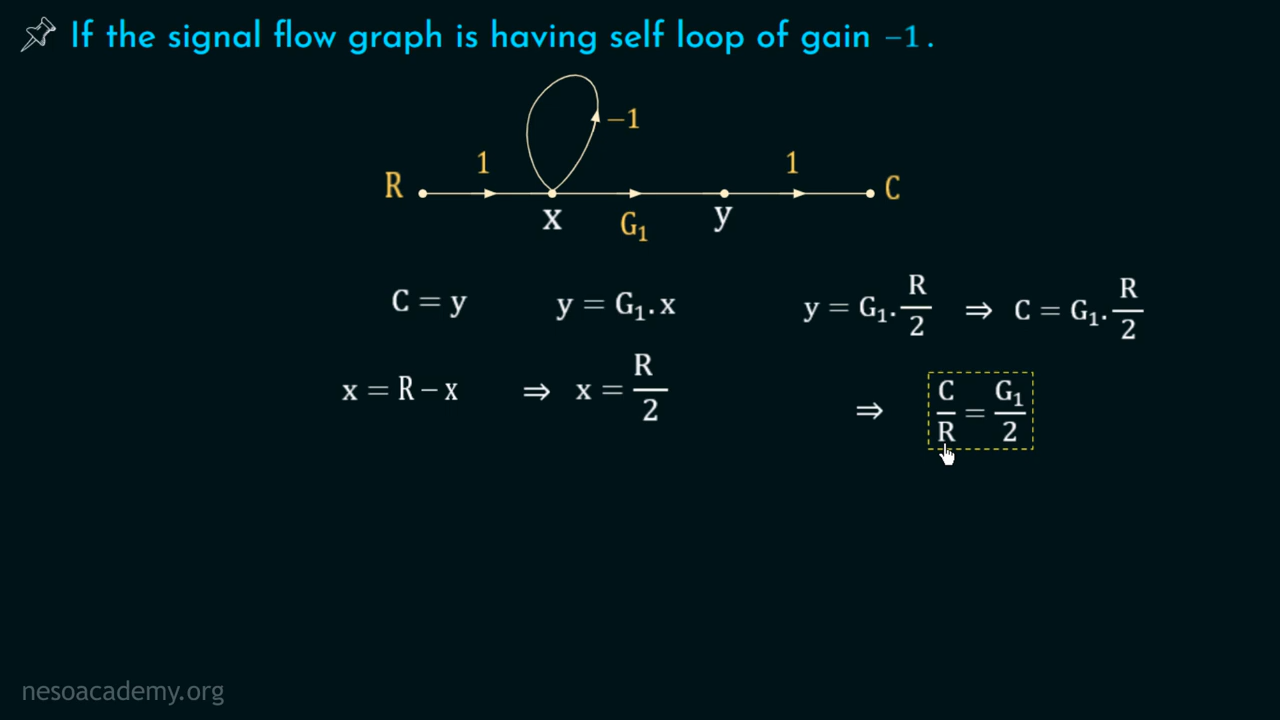 If the signal flow graph is having self loop of gain −1.
−1
1
1
R
C
x
G₁
y
C = y
y = G₁.x
y = G₁.R/2 ⇒ C = G₁.R/2
x = R − x ⇒ x = R/2
⇒ C/R = G₁/2
nesoacademy.org